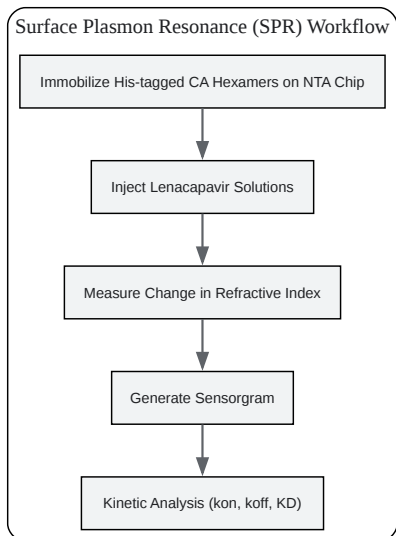 Surface Plasmon Resonance (SPR) Workflow
Immobilize His-tagged CA Hexamers on NTA Chip
Inject Lenacapavir Solutions
Measure Change in Refractive Index
Generate Sensorgram
Kinetic Analysis (kon, koff, KD)